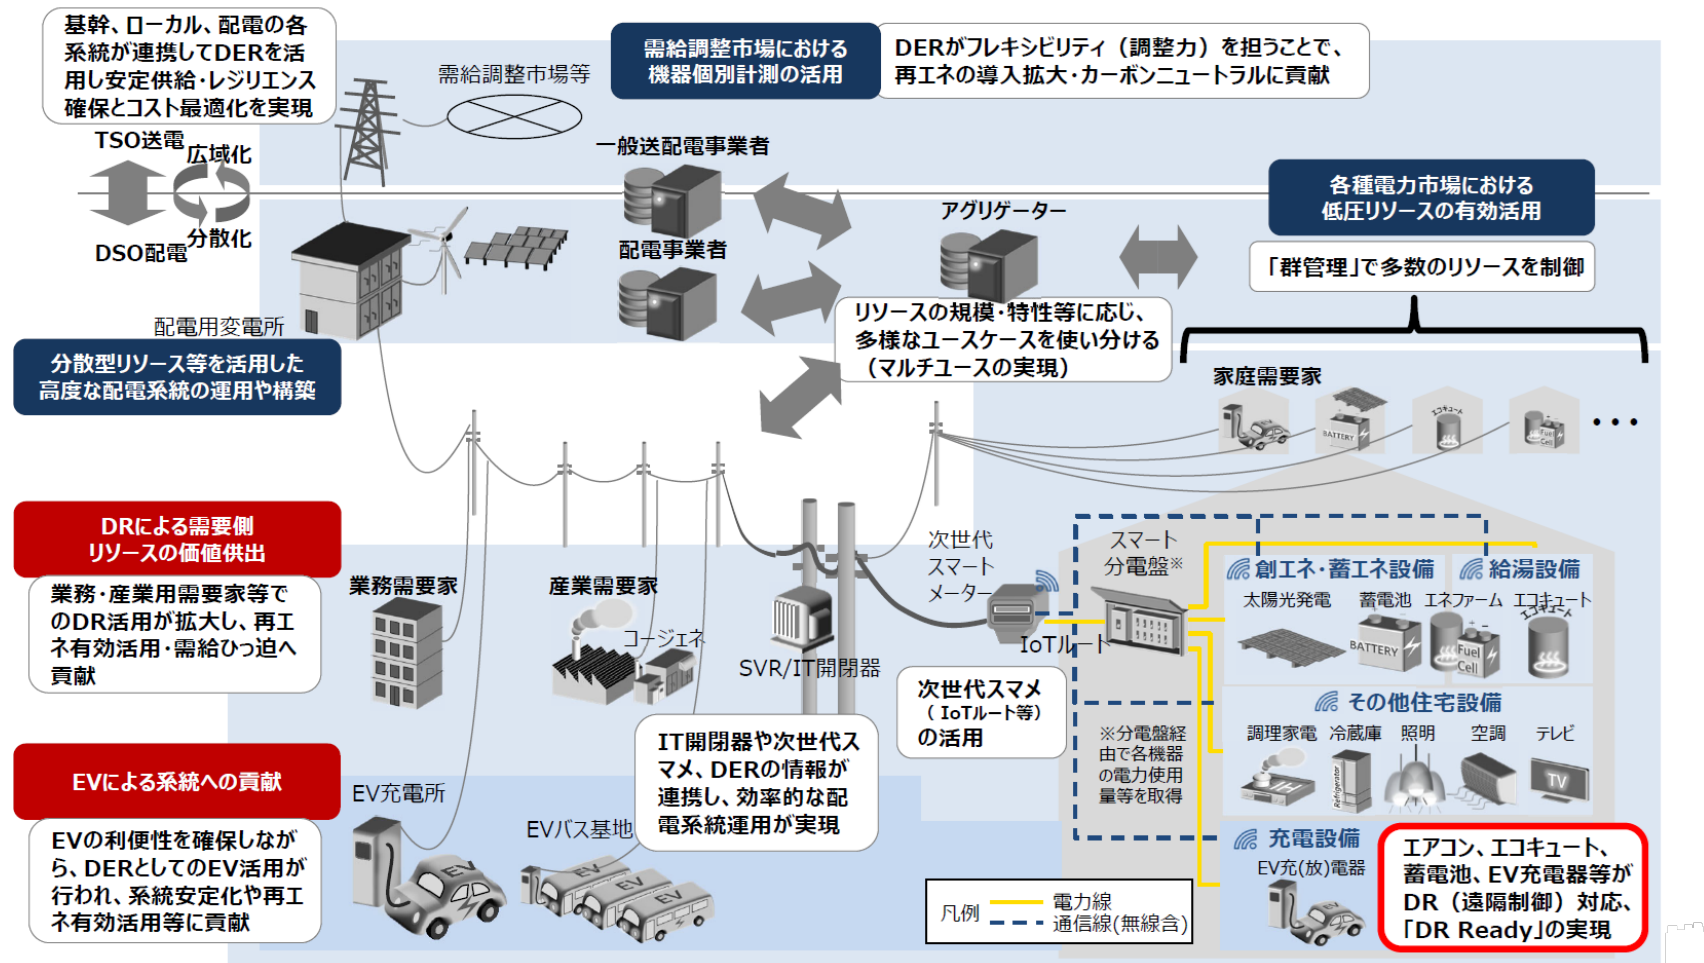 基幹、ローカル、配電の各
系統が連携してDERを活
用し安定供給・レジリエンス
確保とコスト最適化を実現
需給調整市場等
需給調整市場における
機器個別計測の活用
DERがフレキシビリティ（調整力）を担うことで、
再エネの導入拡大・カーボンニュートラルに貢献
TSO送電
広域化
分散化
DSO配電
一般送配電事業者
配電事業者
アグリゲーター
各種電力市場における
低圧リソースの有効活用
「群管理」で多数のリソースを制御
配電用変電所
リソースの規模・特性等に応じ、
多様なユースケースを使い分ける
（マルチユースの実現）
分散型リソース等を活用した
高度な配電系統の運用や構築
家庭需要家
BATTERY
エコキュート
Fuel
Cell
・・・
DRによる需要側
リソースの価値供出
業務・産業用需要家等で
のDR活用が拡大し、再エ
ネ有効活用・需給ひっ迫へ
貢献
業務需要家
産業需要家
コージェネ
SVR/IT開閉器
次世代
スマート
メーター
IoTルート
スマート
分電盤※
創エネ・蓄エネ設備
給湯設備
太陽光発電
蓄電池
エネファーム
エコキュート
BATTERY
Fuel
Cell
エコキュート
次世代スマメ
（ IoTルート等）
の活用
その他住宅設備
調理家電
冷蔵庫
照明
空調
テレビ
IH
Refrigerator
TV
※分電盤経
由で各機器
の電力使用
量等を取得
IT開閉器や次世代ス
マメ、DERの情報が
連携し、効率的な配
電系統運用が実現
EVによる系統への貢献
EVの利便性を確保しなが
ら、DERとしてのEV活用が
行われ、系統安定化や再エ
ネ有効活用等に貢献
EV充電所
EV
EVバス基地
EV
EV
EV
充電設備
EV充(放)電器
EV
凡例
電力線
通信線(無線含)
エアコン、エコキュート、
蓄電池、EV充電器等が
DR（遠隔制御）対応、
「DR Ready」の実現